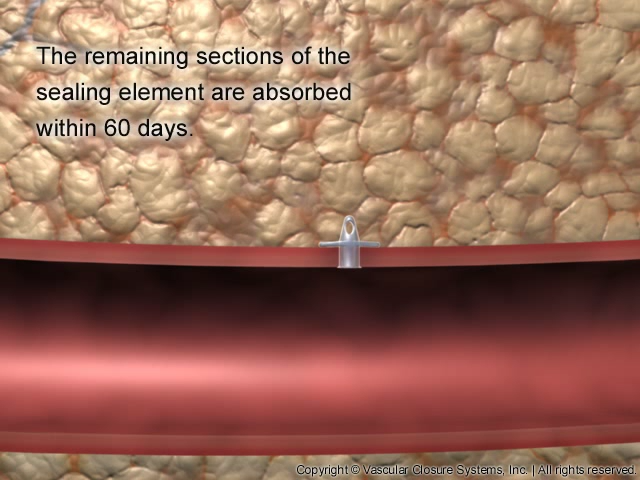 The remaining sections of the
sealing element are absorbed
within 60 days.
Copyright © Vascular Closure Systems, Inc. | All rights reserved.